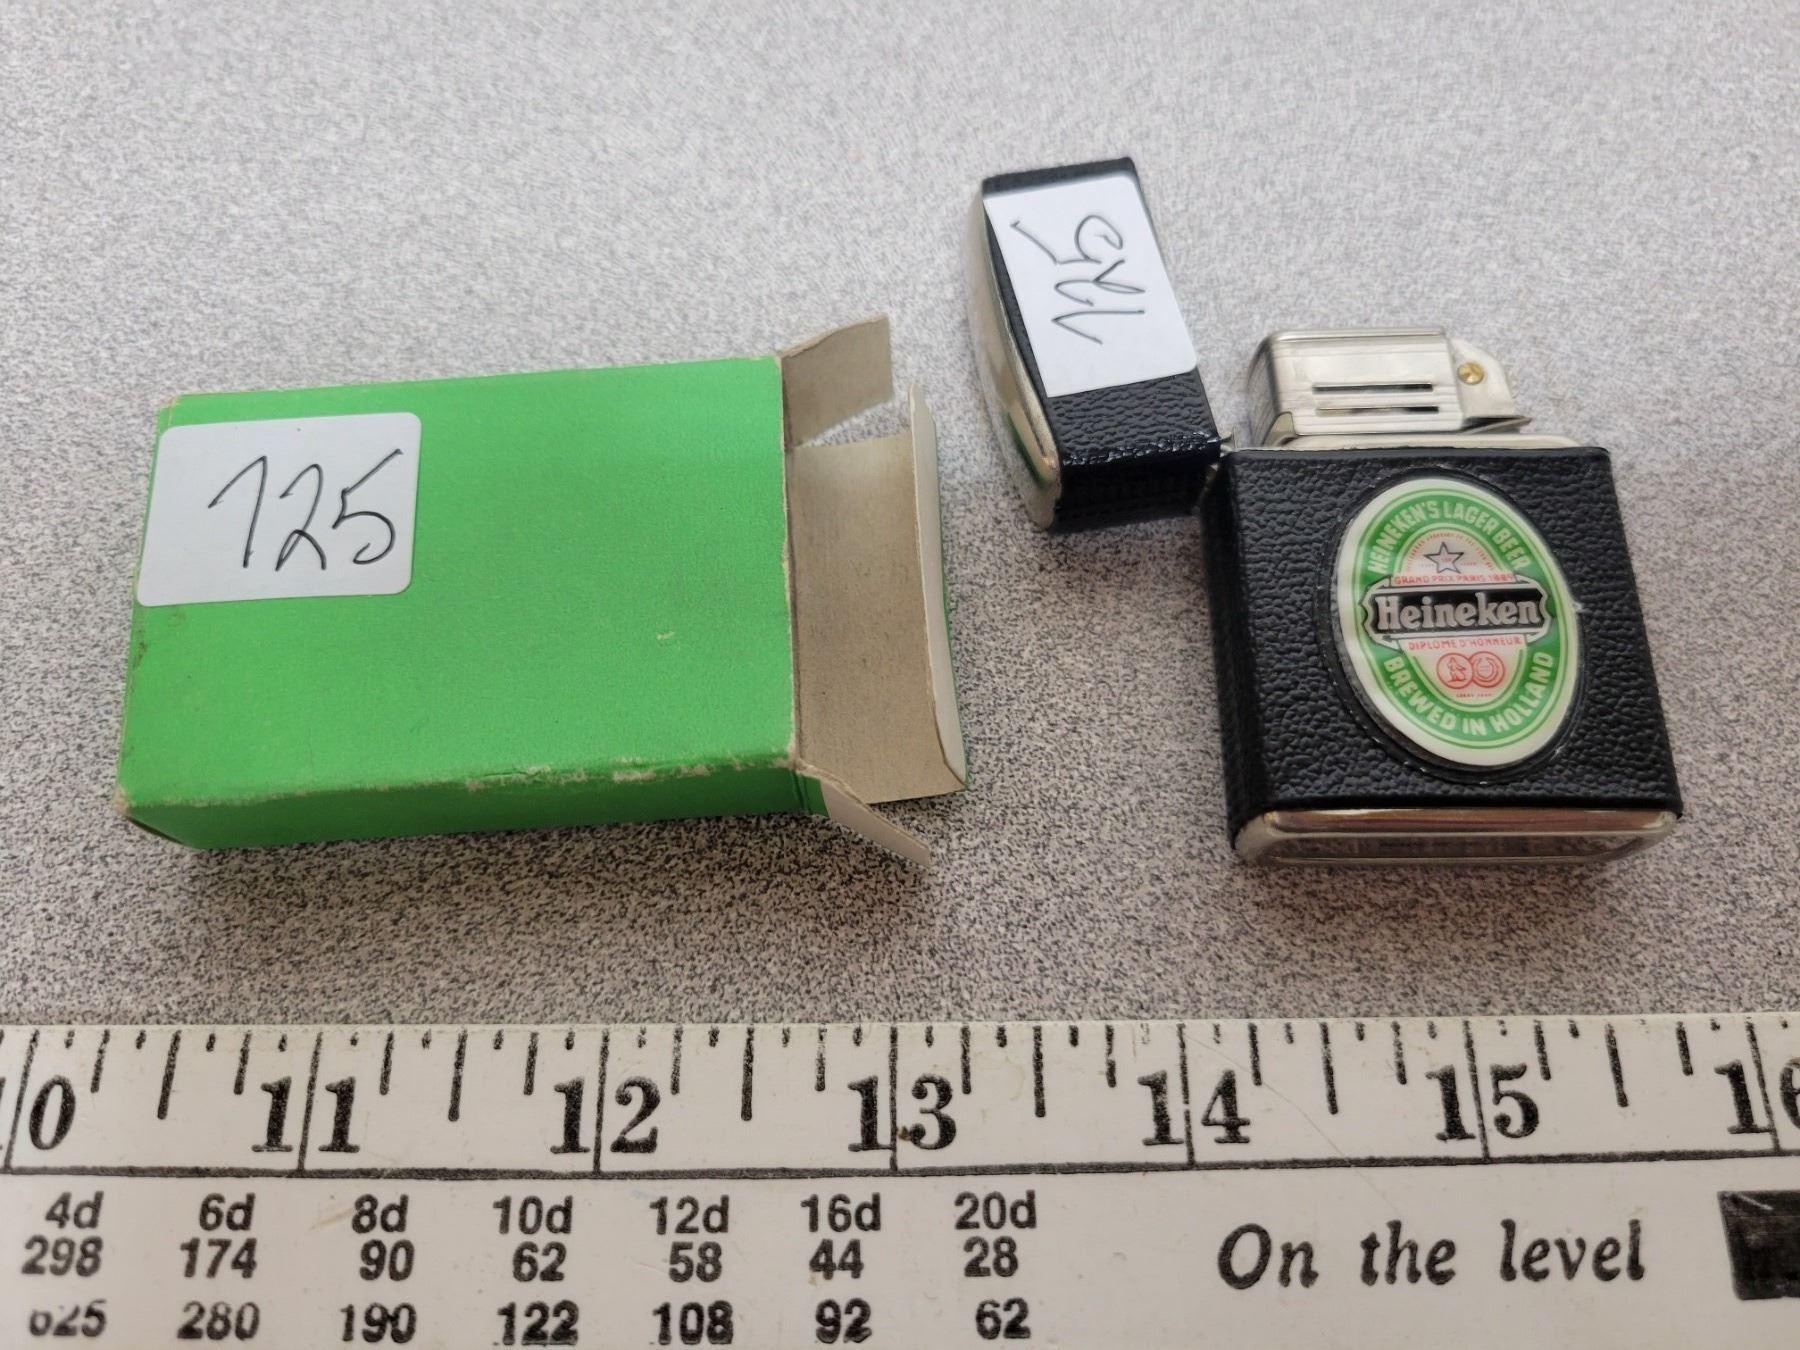 725
725
HEINEKEN'S LAGER BEER
GRAND PRIX PARIS 1889
Heineken
DIPLOME D'HONNEUR
BREWED IN HOLLAND
10 11 12 13 14 15 16
4d 6d 8d 10d 12d 16d 20d
298 174 90 62 58 44 28
625 280 190 122 108 92 62
On the level